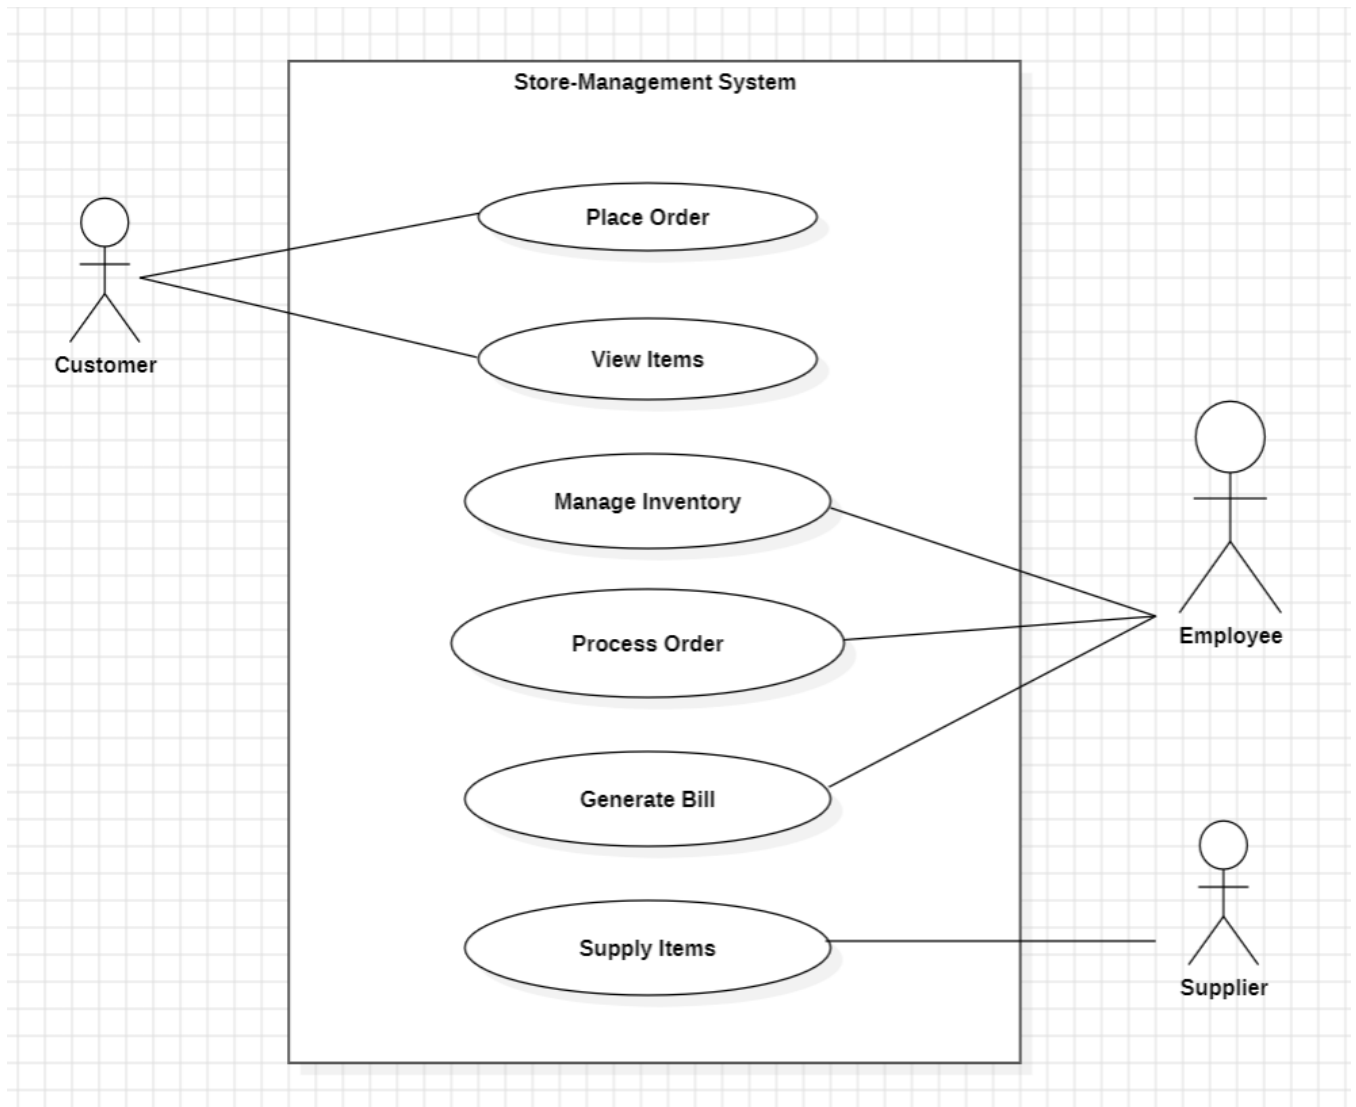 Store-Management System
Place Order
View Items
Customer
Manage Inventory
Process Order
Employee
Generate Bill
Supply Items
Supplier